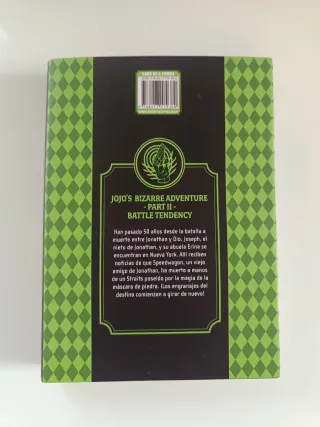 JOJO'S BIZARRE ADVENTURE
- PART II -
BATTLE TENDENCY
Han pasado 50 años desde la batalla a
muerte entre Jonathan y Dio. Joseph, el
nieto de Jonathan, y su abuela Erina se
encuentran en Nueva York. Allí reciben
noticias de que Speedwagon, un viejo
amigo de Jonathan, ha muerto a manos
de un Straits poseído por la magia de la
máscara de piedra. ¡Los engranajes del
destino comienzan a girar de nuevo!